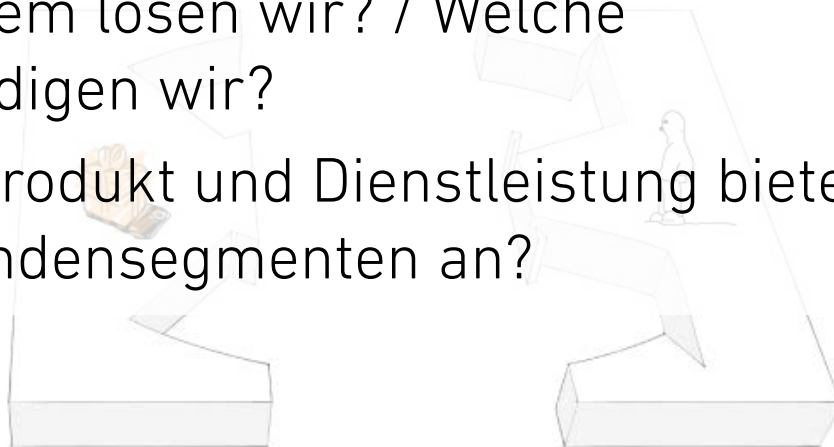 em lösen wir? / Welche
digen wir?
rodukt und Dienstleistung biete
ndensegmenten an?